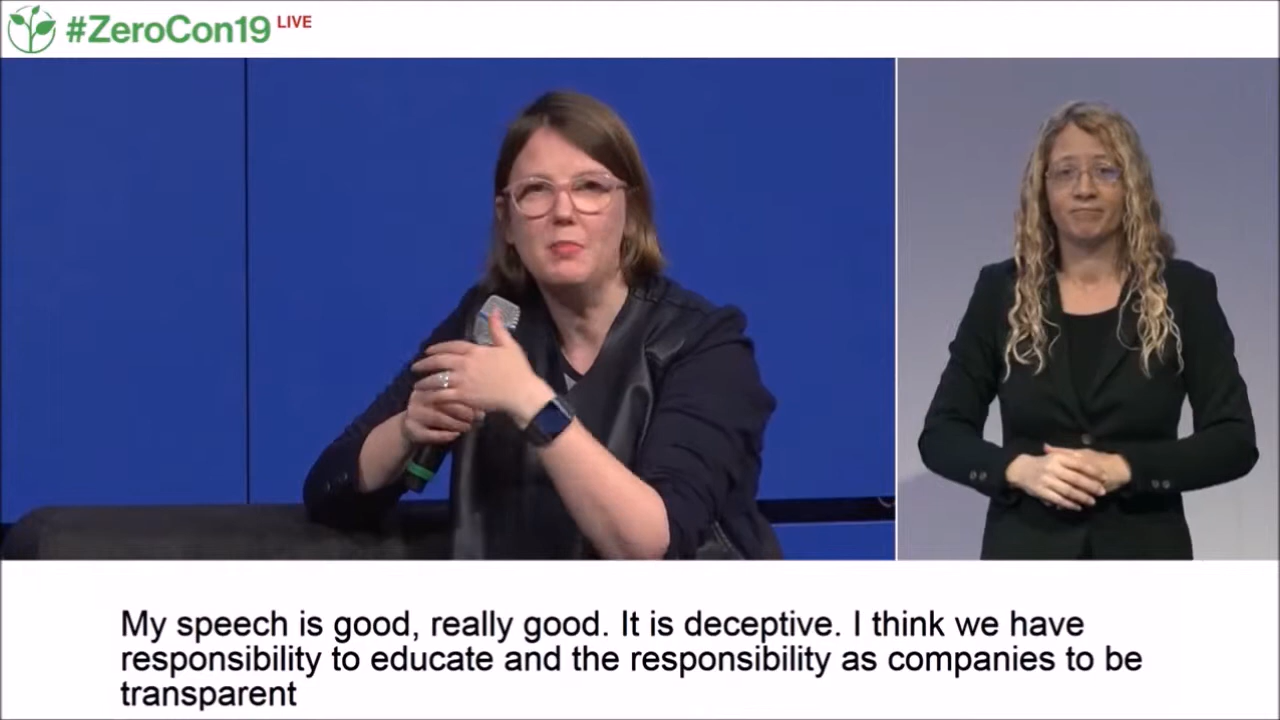 #ZeroCon19 LIVE
My speech is good, really good. It is deceptive. I think we have
responsibility to educate and the responsibility as companies to be
transparent